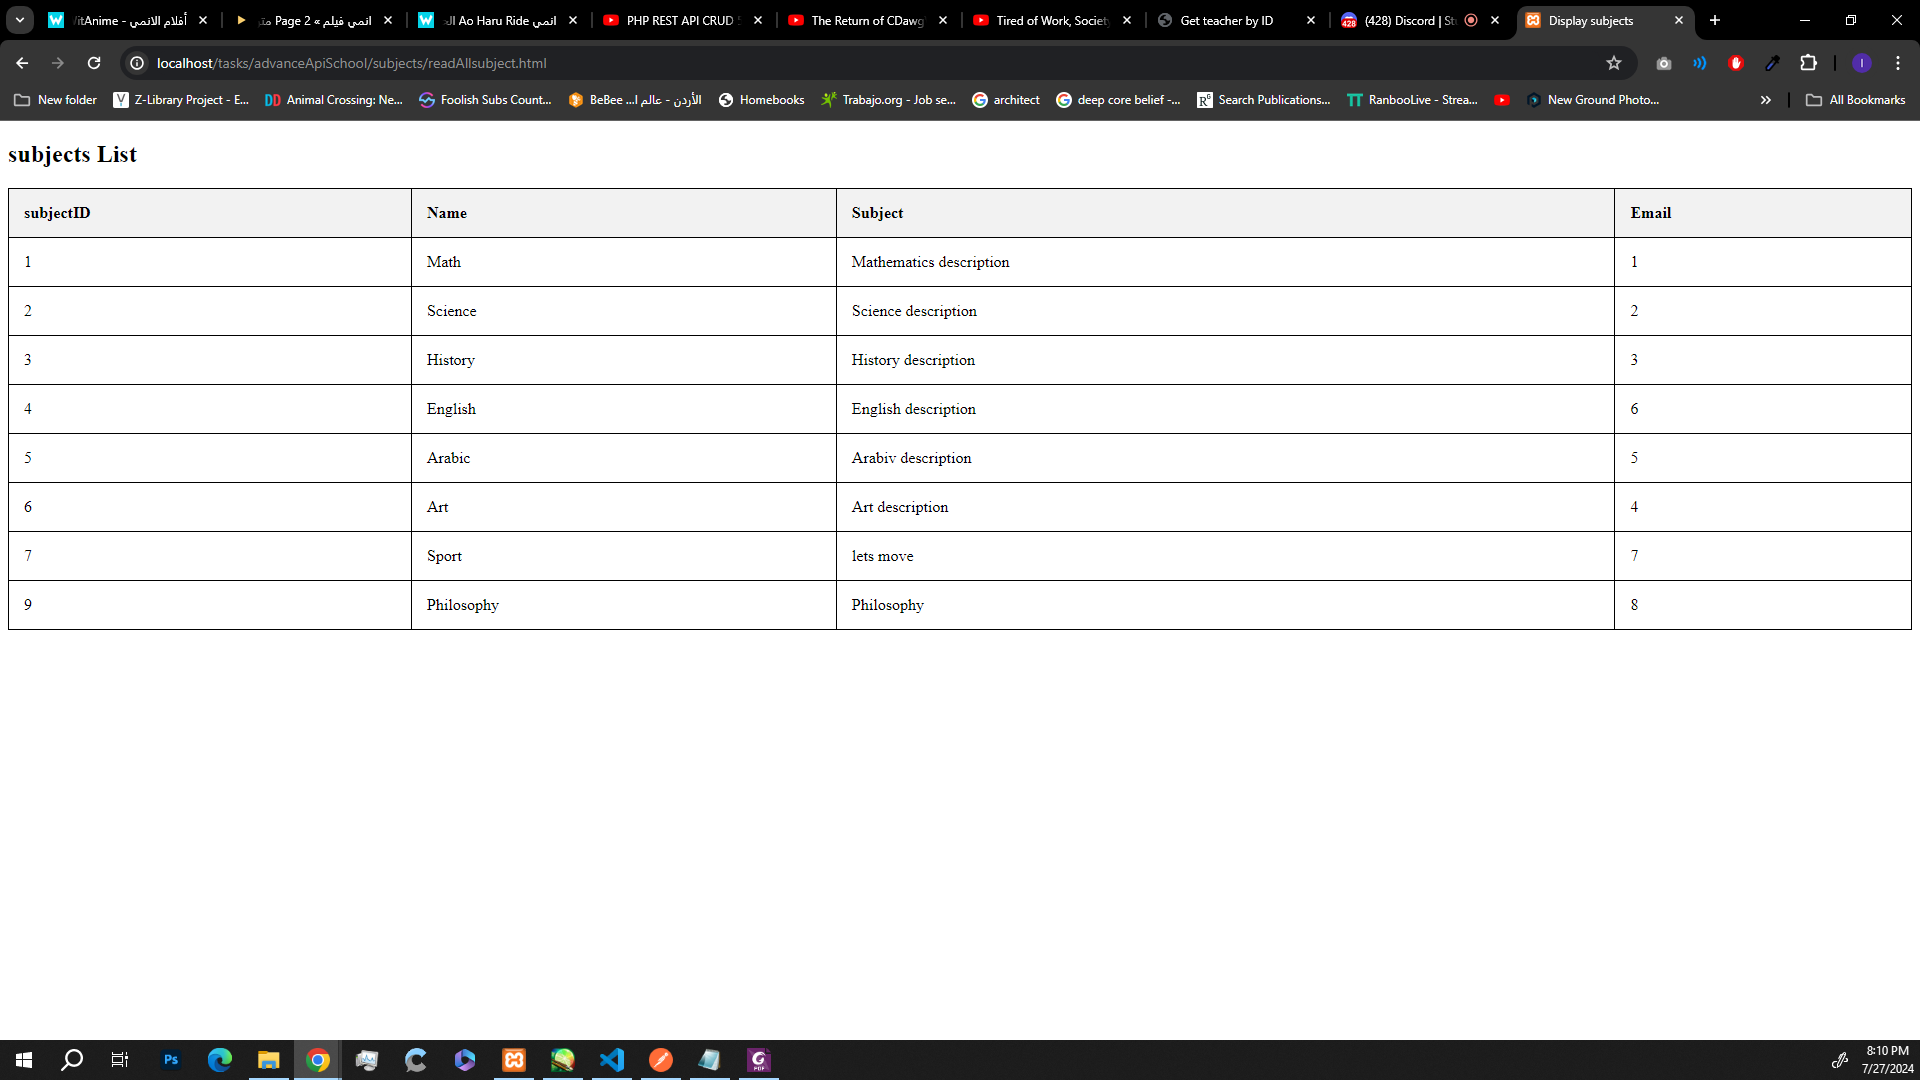 WitAnime - أفلام الانمي
انمي فيلم » Page 2
انمي Ao Haru Ride
PHP REST API CRUD
The Return of CDawg
Tired of Work, Society
Get teacher by ID
(428) Discord |
Display subjects
localhost/tasks/advanceApiSchool/subjects/readAllsubject.html
New folder
Z-Library Project - E...
Animal Crossing: Ne...
Foolish Subs Count...
BeBee الأردن - عالم ا...
Homebooks
Trabajo.org - Job se...
architect
deep core belief -...
Search Publications...
RanbooLive - Strea...
New Ground Photo...
All Bookmarks
subjects List
subjectID Name Subject Email
1 Math Mathematics description 1
2 Science Science description 2
3 History History description 3
4 English English description 6
5 Arabic Arabiv description 5
6 Art Art description 4
7 Sport lets move 7
9 Philosophy Philosophy 8
8:10 PM
7/27/2024